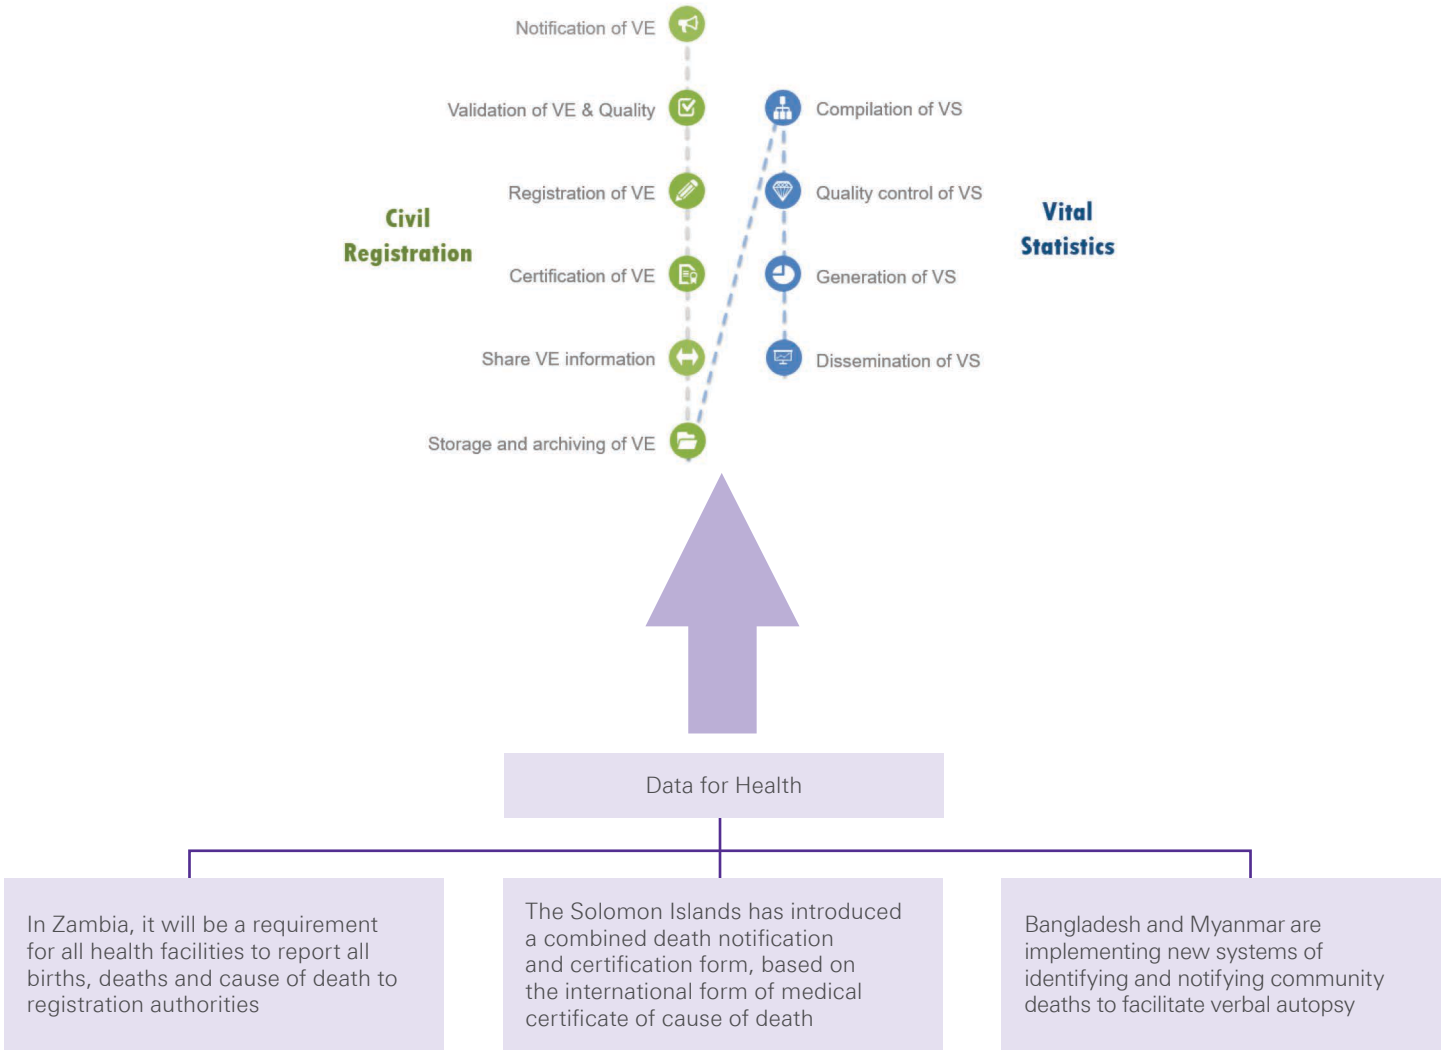 Notification of VE
Validation of VE & Quality
Registration of VE
Certification of VE
Share VE information
Storage and archiving of VE
Civil
Registration
Compilation of VS
Quality control of VS
Generation of VS
Dissemination of VS
Vital
Statistics
Data for Health
In Zambia, it will be a requirement
for all health facilities to report all
births, deaths and cause of death to
registration authorities
The Solomon Islands has introduced
a combined death notification
and certification form, based on
the international form of medical
certificate of cause of death
Bangladesh and Myanmar are
implementing new systems of
identifying and notifying community
deaths to facilitate verbal autopsy